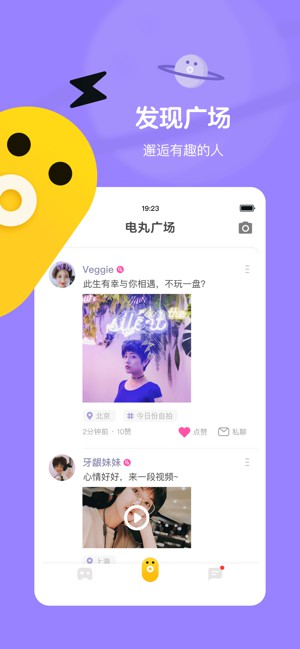 发现广场
邂逅有趣的人
19:23
电丸广场
Veggie
此生有幸与你相遇，不玩一盘?
silent
北京 # 今日份自拍
2分钟前 · 10赞 点赞 私聊
牙龈妹妹
心情好好，来一段视频~
上海